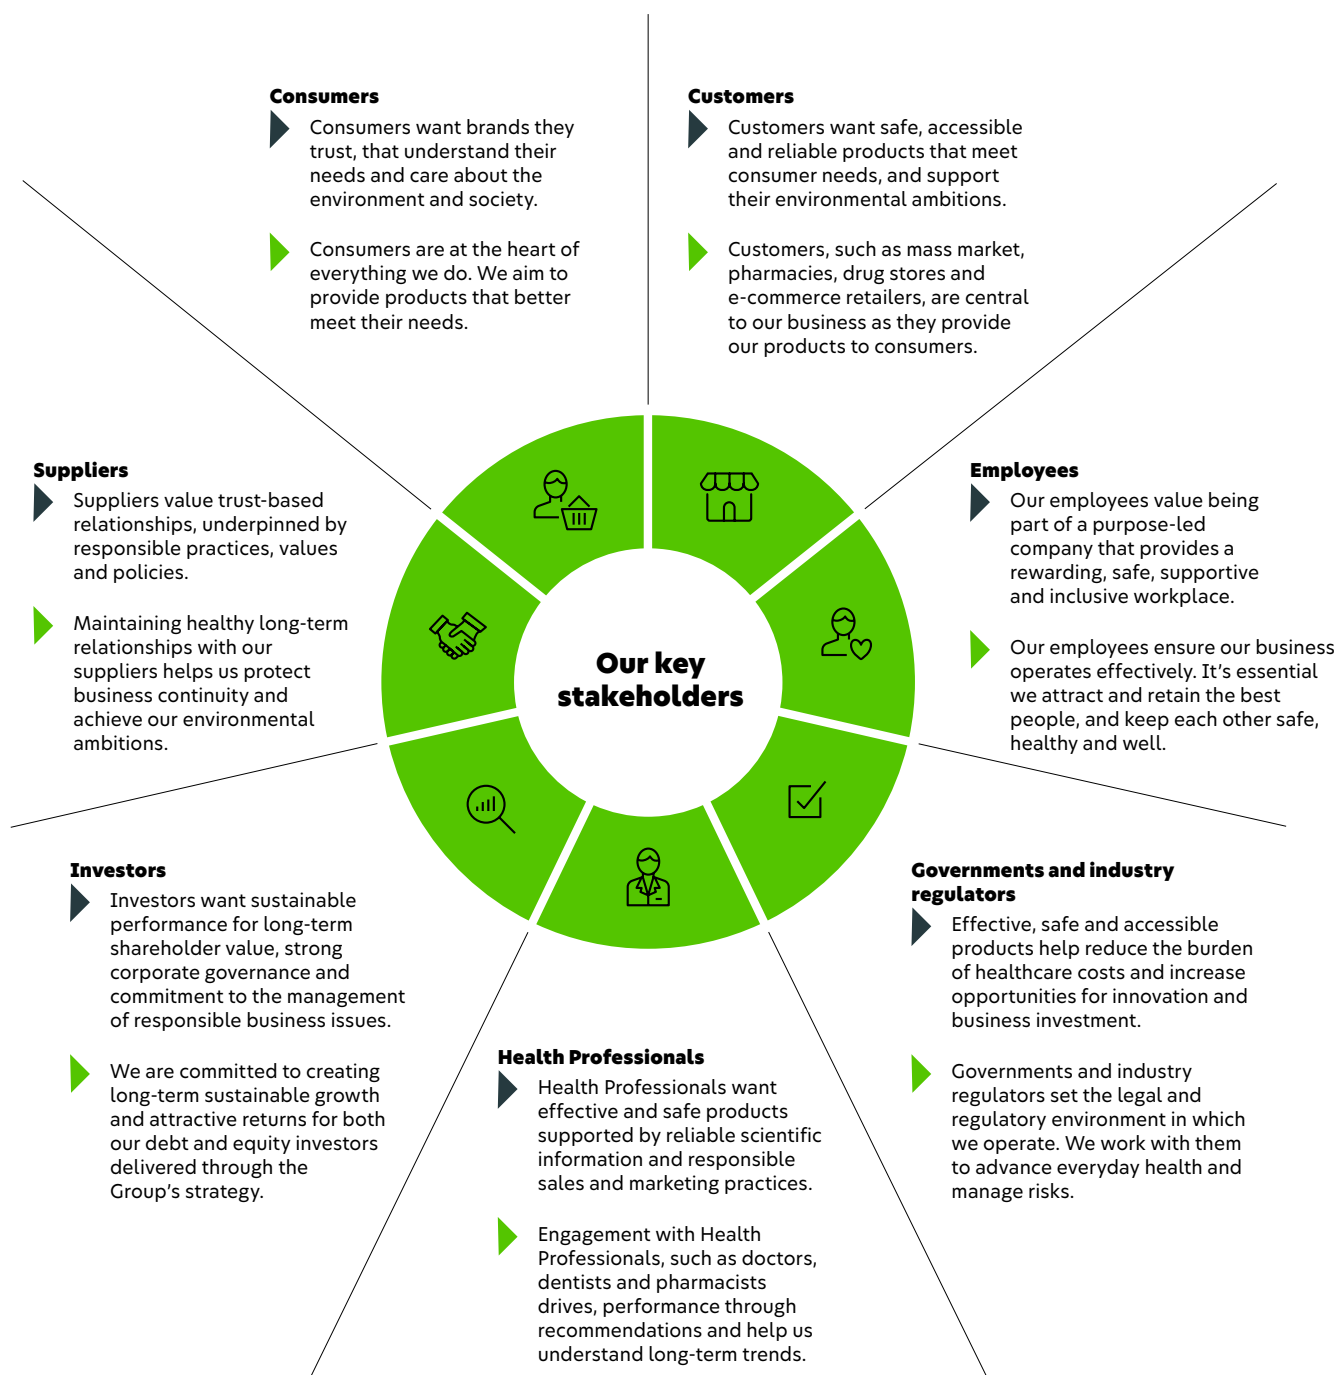 Consumers
Consumers want brands they
trust, that understand their
needs and care about the
environment and society.
Consumers are at the heart of
everything we do. We aim to
provide products that better
meet their needs.
Customers
Customers want safe, accessible
and reliable products that meet
consumer needs, and support
their environmental ambitions.
Customers, such as mass market,
pharmacies, drug stores and
e-commerce retailers, are central
to our business as they provide
our products to consumers.
Suppliers
Suppliers value trust-based
relationships, underpinned by
responsible practices, values
and policies.
Maintaining healthy long-term
relationships with our
suppliers helps us protect
business continuity and
achieve our environmental
ambitions.
Our key
stakeholders
Employees
Our employees value being
part of a purpose-led
company that provides a
rewarding, safe, supportive
and inclusive workplace.
Our employees ensure our business
operates effectively. It’s essential
we attract and retain the best
people, and keep each other safe,
healthy and well.
Investors
Investors want sustainable
performance for long-term
shareholder value, strong
corporate governance and
commitment to the management
of responsible business issues.
We are committed to creating
long-term sustainable growth
and attractive returns for both
our debt and equity investors
delivered through the
Group’s strategy.
Health Professionals
Health Professionals want
effective and safe products
supported by reliable scientific
information and responsible
sales and marketing practices.
Engagement with Health
Professionals, such as doctors,
dentists and pharmacists
drives, performance through
recommendations and help us
understand long-term trends.
Governments and industry
regulators
Effective, safe and accessible
products help reduce the burden
of healthcare costs and increase
opportunities for innovation and
business investment.
Governments and industry
regulators set the legal and
regulatory environment in which
we operate. We work with them
to advance everyday health and
manage risks.